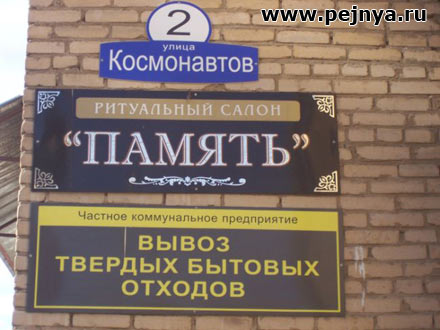 www.pejnya.ru
2
улица
Космонавтов
РИТУАЛЬНЫЙ САЛОН
“ПАМЯТЬ”
Частное коммунальное предприятие
ВЫВОЗ
ТВЕРДЫХ БЫТОВЫХ
ОТХОДОВ